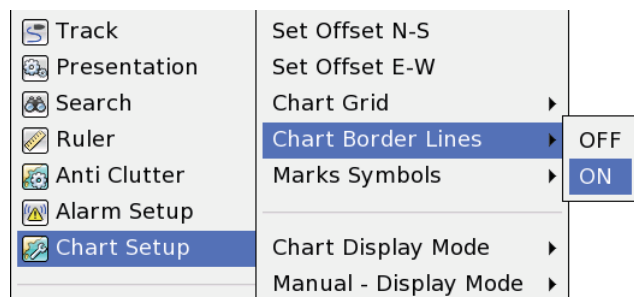 Track
Presentation
Search
Ruler
Anti Clutter
Alarm Setup
Chart Setup
Set Offset N-S
Set Offset E-W
Chart Grid
Chart Border Lines
Marks Symbols
Chart Display Mode
Manual - Display Mode
OFF
ON